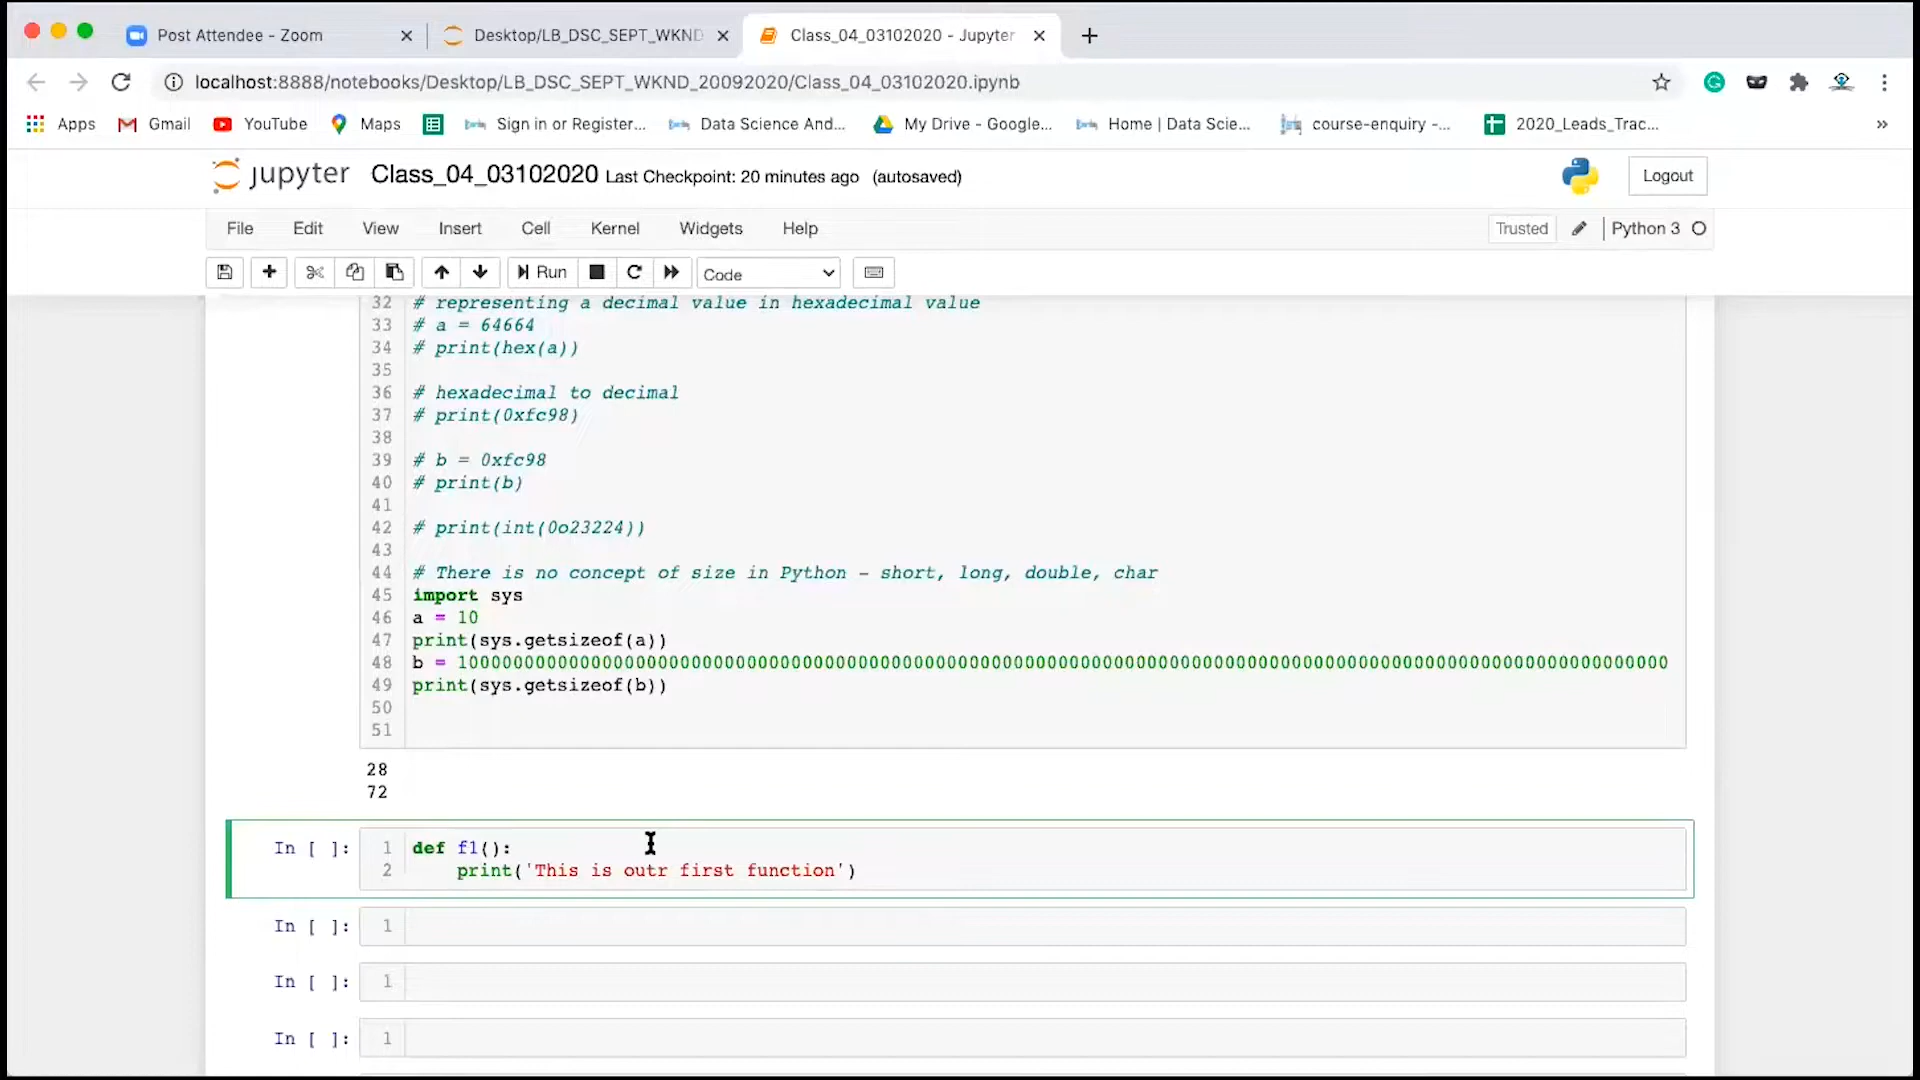 Post Attendee - Zoom
Desktop/LB_DSC_SEPT_WKND
Class_04_03102020 - Jupyter
localhost:8888/notebooks/Desktop/LB_DSC_SEPT_WKND_20092020/Class_04_03102020.ipynb
Apps Gmail YouTube Maps Sign in or Register... Data Science And... My Drive - Google... Home | Data Scie... course-enquiry -... 2020_Leads_Trac... »
jupyter Class_04_03102020 Last Checkpoint: 20 minutes ago (autosaved) Logout
File Edit View Insert Cell Kernel Widgets Help Trusted Python 3
Run Code
32 # representing a decimal value in hexadecimal value
33 # a = 64664
34 # print(hex(a))
35
36 # hexadecimal to decimal
37 # print(0xfc98)
38
39 # b = 0xfc98
40 # print(b)
41
42 # print(int(0o23224))
43
44 # There is no concept of size in Python - short, long, double, char
45 import sys
46 a = 10
47 print(sys.getsizeof(a))
48 b = 1000000000000000000000000000000000000000000000000000000000000000000000000000000000000000000000000000000000000
49 print(sys.getsizeof(b))
50
51
28
72
In [ ]: 1 def f1():
2 print('This is outr first function')
In [ ]: 1
In [ ]: 1
In [ ]: 1